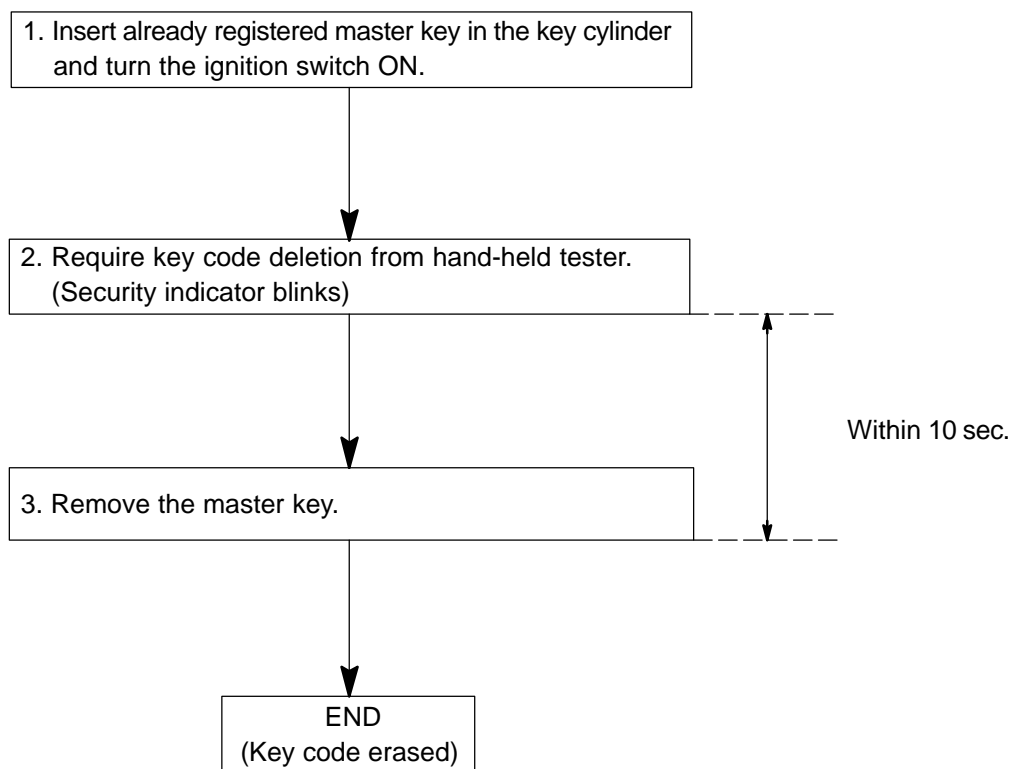 1. Insert already registered master key in the key cylinder
and turn the ignition switch ON.
2. Require key code deletion from hand-held tester.
(Security indicator blinks)
Within 10 sec.
3. Remove the master key.
END
(Key code erased)